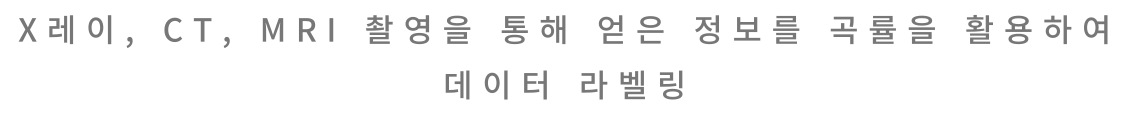 X레이, CT, MRI 촬영을 통해 얻은 정보를 곡률을 활용하여
데이터 라벨링